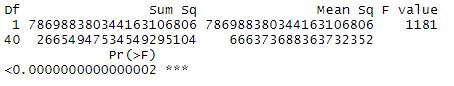 Df                Sum Sq               Mean Sq F value
1 786988380344163106806 786988380344163106806    1181
40  26654947534549295104    666373688363732352
Pr(>F)
<0.0000000000000002 ***